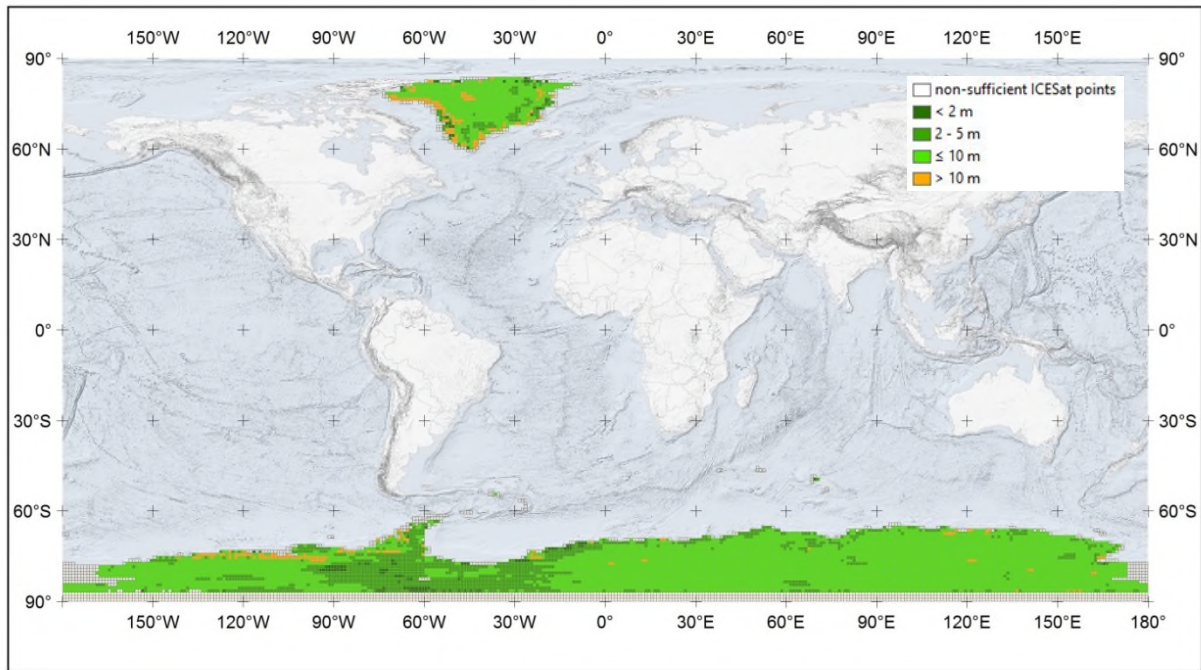 150°W 120°W 90°W 60°W 30°W 0° 30°E 60°E 90°E 120°E 150°E
90° 90°
non-sufficient ICESat points
< 2 m
2 - 5 m
≤ 10 m
> 10 m
60°N 60°N
30°N 30°N
0° 0°
30°S 30°S
60°S 60°S
90° 90°
150°W 120°W 90°W 60°W 30°W 0° 30°E 60°E 90°E 120°E 150°E 180°